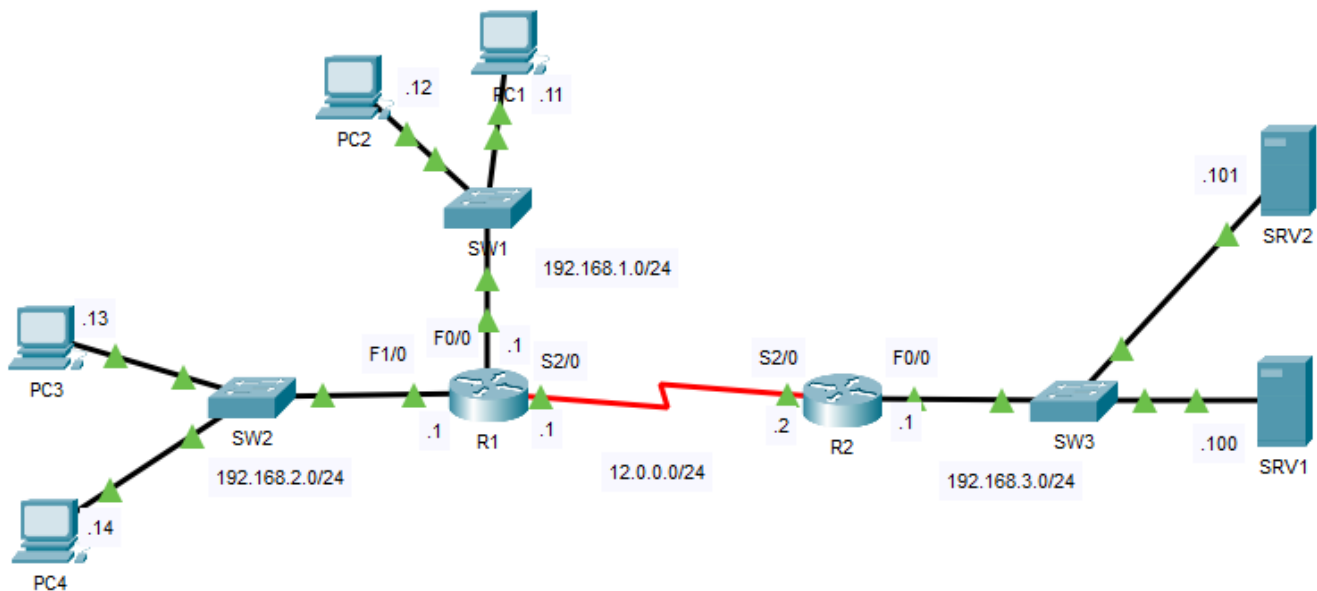 .12
PC1
.11
PC2
.101
SRV2
SW1
192.168.1.0/24
.13
F1/0
F0/0
.1
S2/0
S2/0
F0/0
PC3
SW2
.1
R1
.1
.2
R2
.1
SW3
.100
SRV1
192.168.2.0/24
12.0.0.0/24
192.168.3.0/24
.14
PC4